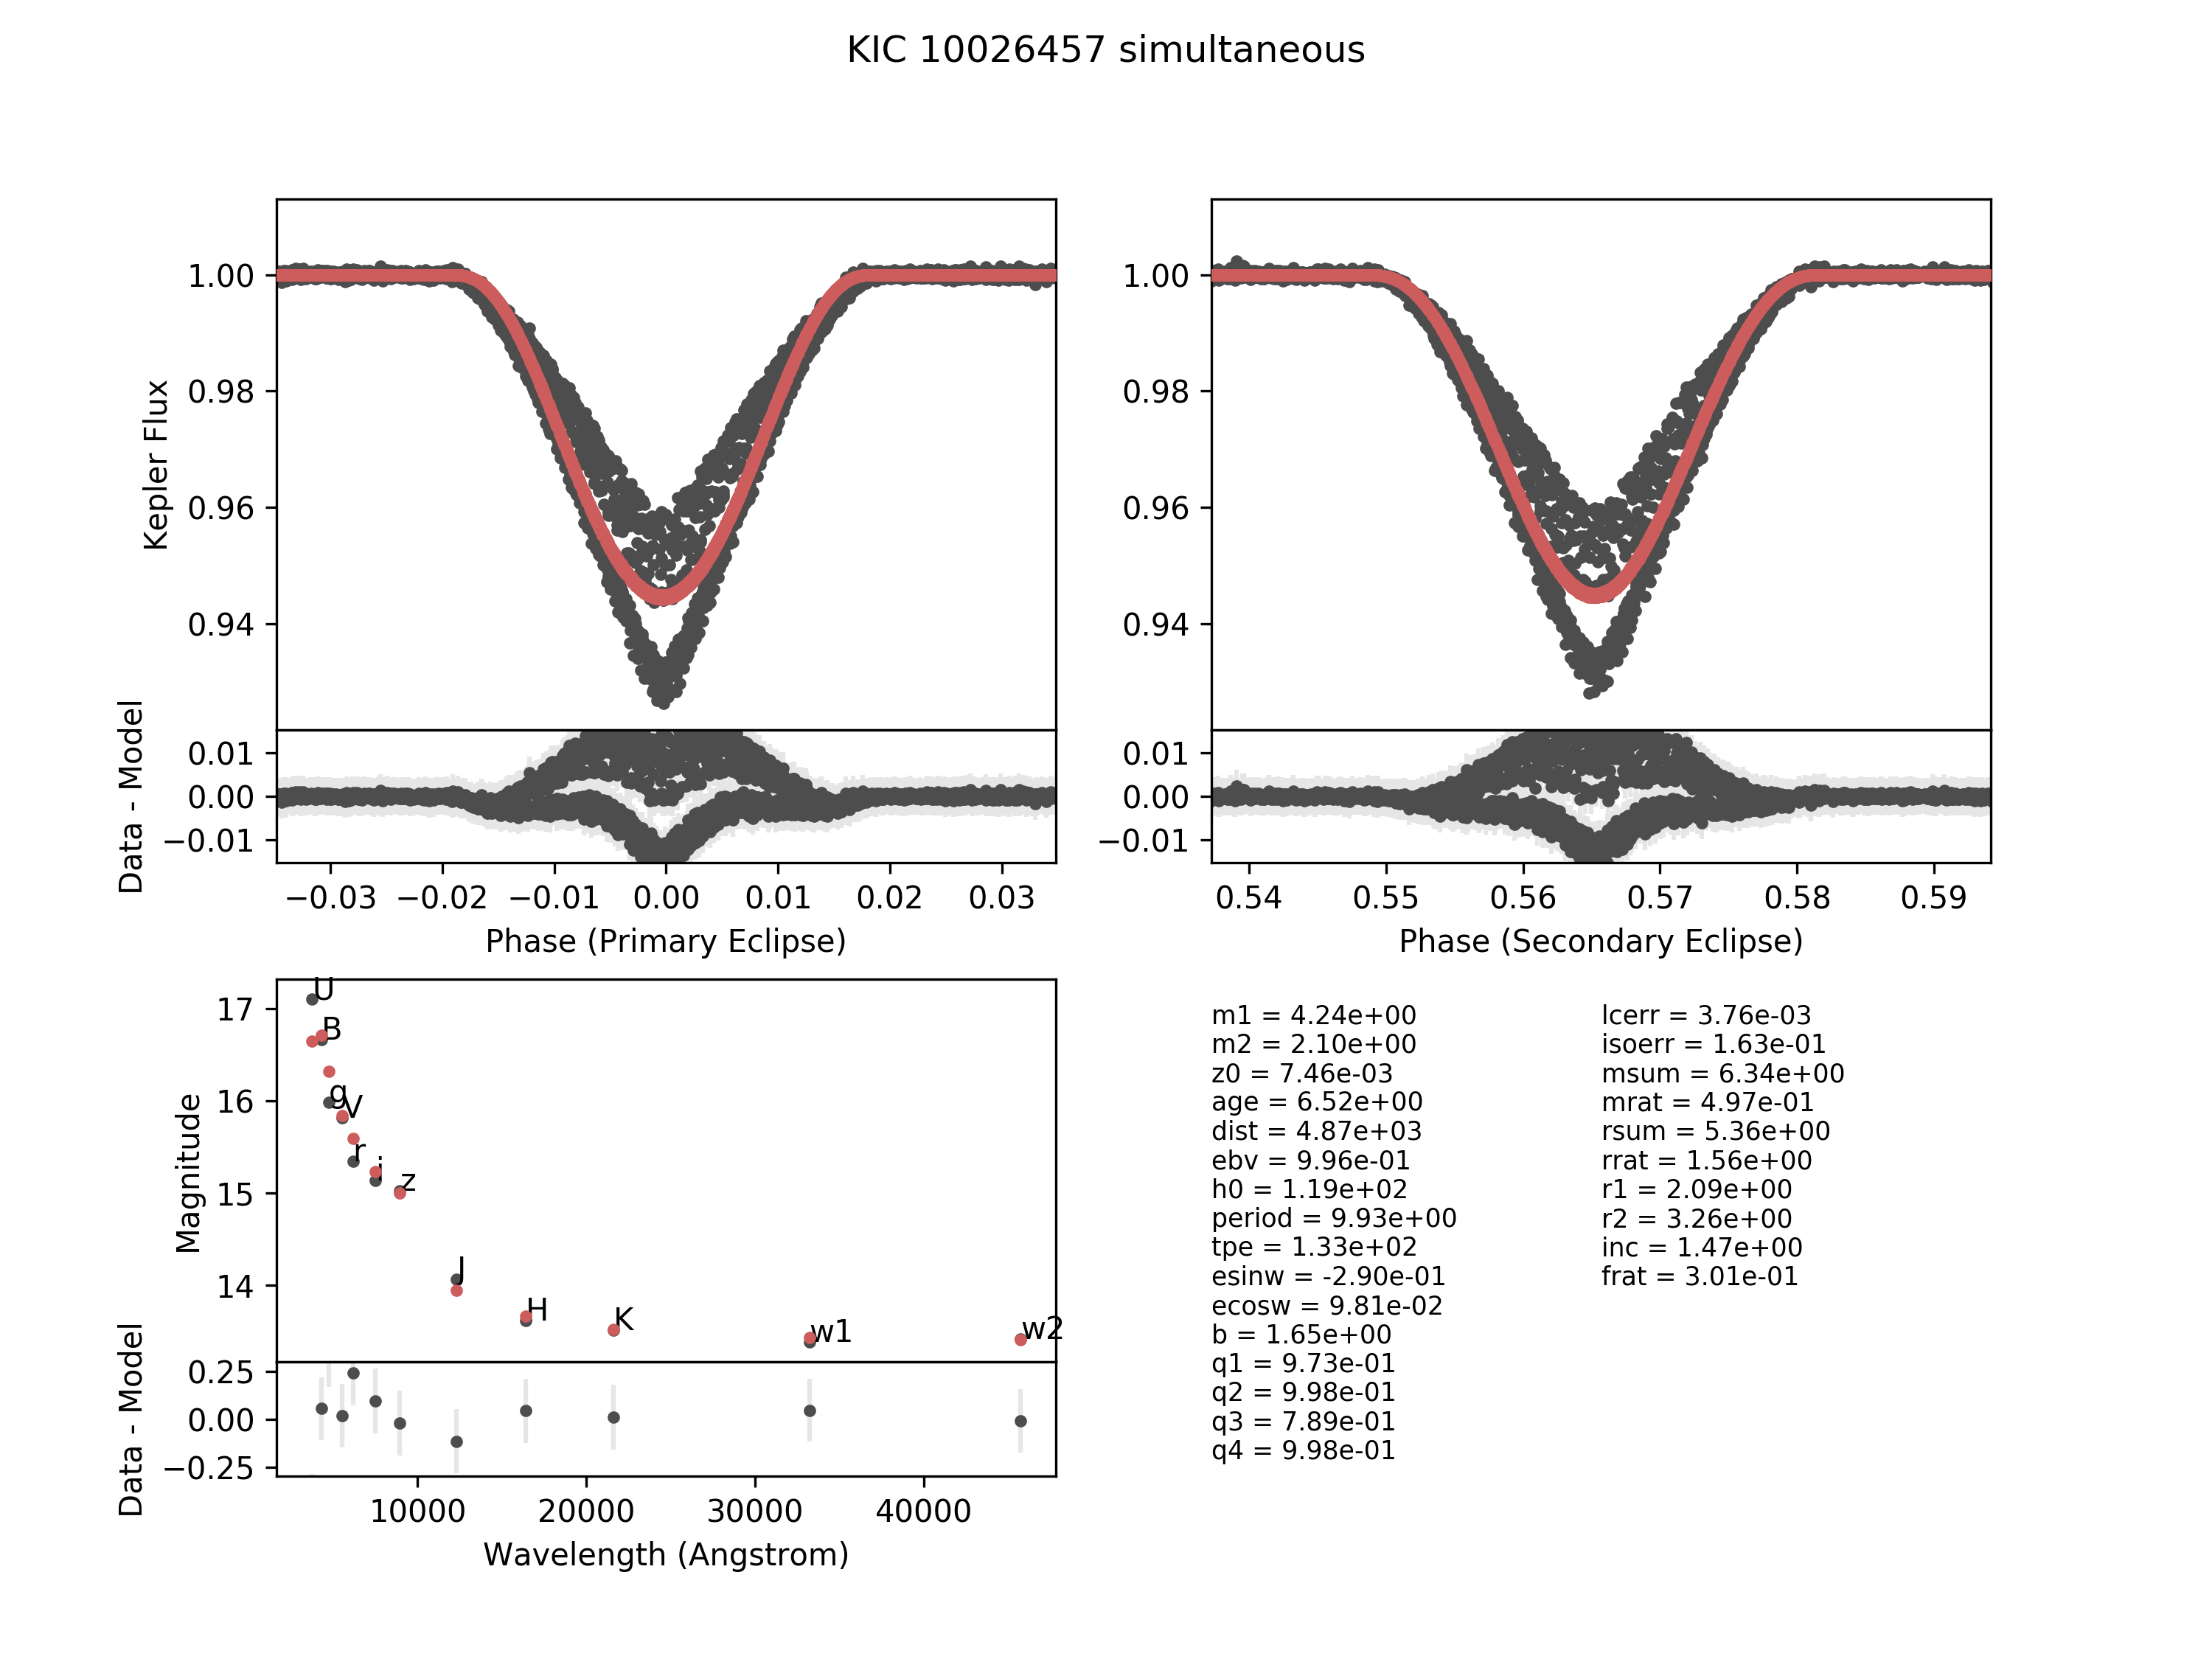 KIC 10026457 simultaneous
Kepler Flux
1.00
0.98
0.96
0.94
Data - Model
0.01
0.00
−0.01
−0.03 −0.02 −0.01 0.00 0.01 0.02 0.03
Phase (Primary Eclipse)
1.00
0.98
0.96
0.94
0.01
0.00
−0.01
0.54 0.55 0.56 0.57 0.58 0.59
Phase (Secondary Eclipse)
Magnitude
17
16
15
14
U
B
g
V
r
i
z
J
H
K
w1
w2
Data - Model
0.25
0.00
−0.25
10000 20000 30000 40000
Wavelength (Angstrom)
m1 = 4.24e+00
m2 = 2.10e+00
z0 = 7.46e-03
age = 6.52e+00
dist = 4.87e+03
ebv = 9.96e-01
h0 = 1.19e+02
period = 9.93e+00
tpe = 1.33e+02
esinw = -2.90e-01
ecosw = 9.81e-02
b = 1.65e+00
q1 = 9.73e-01
q2 = 9.98e-01
q3 = 7.89e-01
q4 = 9.98e-01
lcerr = 3.76e-03
isoerr = 1.63e-01
msum = 6.34e+00
mrat = 4.97e-01
rsum = 5.36e+00
rrat = 1.56e+00
r1 = 2.09e+00
r2 = 3.26e+00
inc = 1.47e+00
frat = 3.01e-01